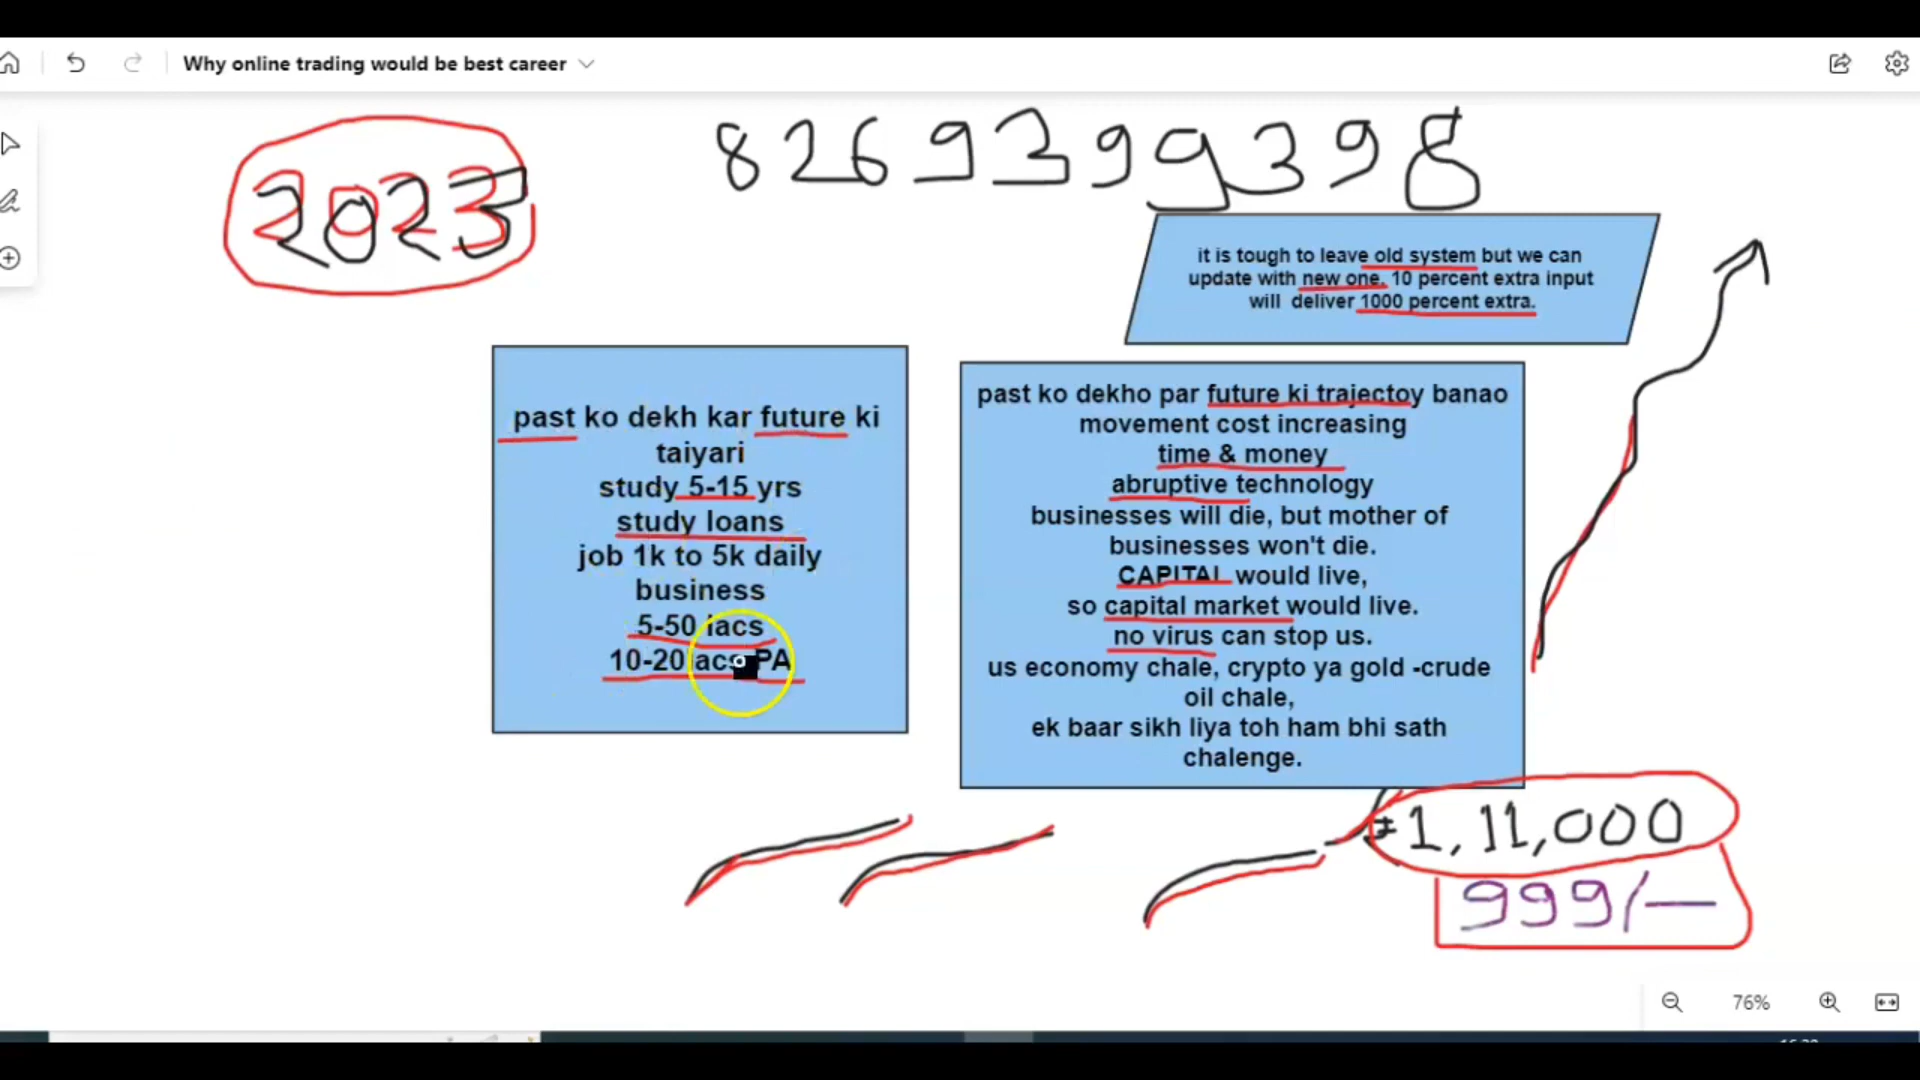 Why online trading would be best career
2023
8269399398
it is tough to leave old system but we can
update with new one. 10 percent extra input
will deliver 1000 percent extra.
past ko dekh kar future ki
taiyari
study 5-15 yrs
study loans
job 1k to 5k daily
business
5-50 lacs
10-20 lacs PA
past ko dekho par future ki trajectoy banao
movement cost increasing
time & money
abruptive technology
businesses will die, but mother of
businesses won't die.
CAPITAL would live,
so capital market would live.
no virus can stop us.
us economy chale, crypto ya gold -crude
oil chale,
ek baar sikh liya toh ham bhi sath
chalenge.
1,11,000
999/-
76%